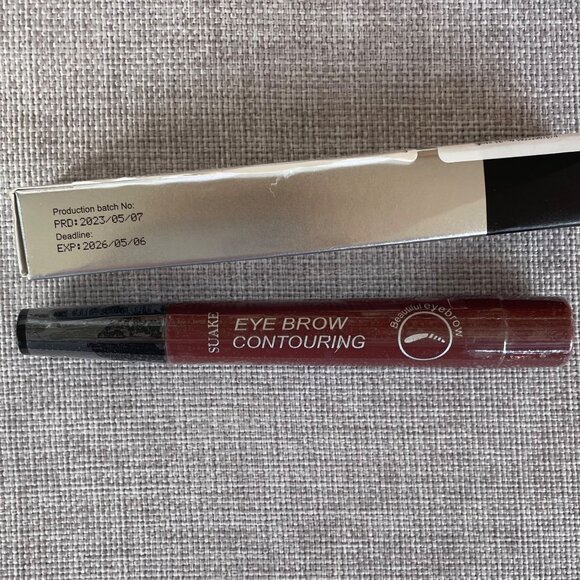 Production batch No:
PRD:2023/05/07
Deadline:
EXP:2026/05/06
SUAKE
EYE BROW
CONTOURING
Beautiful eyebrow